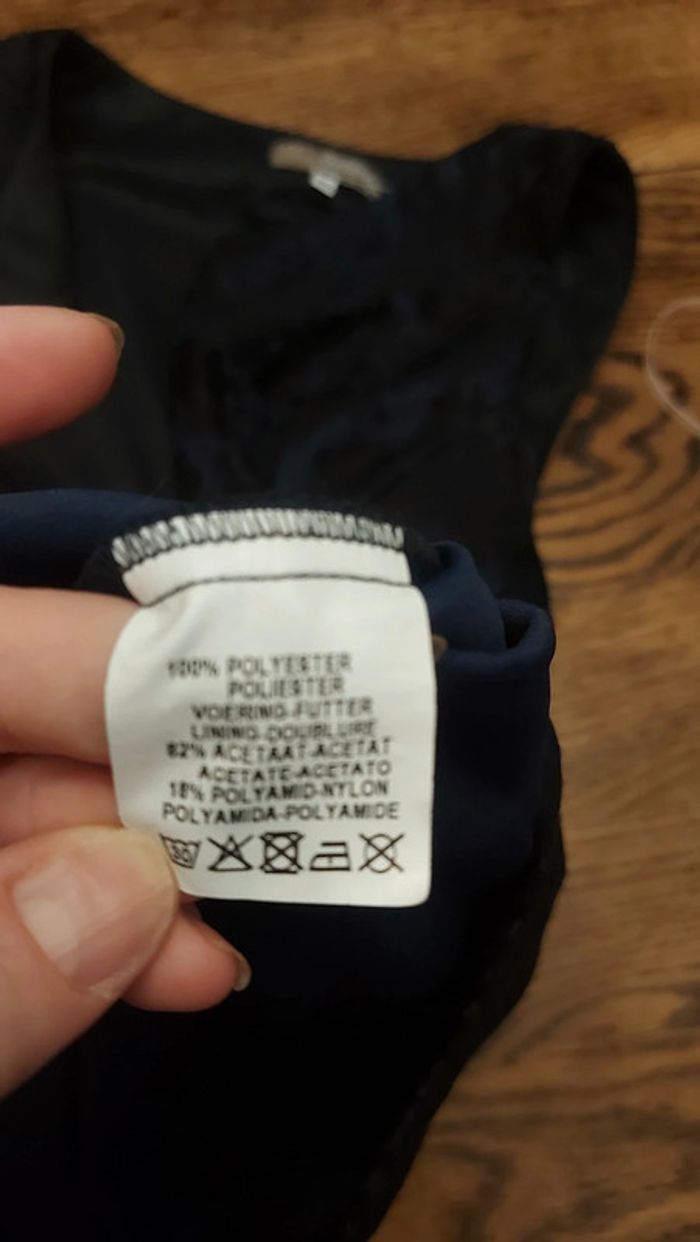 100% POLYESTER
POLIESTER
VOERING-FUTTER
LINING-DOUBLURE
82% ACETAAT-ACETAT
ACETATE-ACETATO
18% POLYAMID-NYLON
POLYAMIDA-POLYAMIDE
30